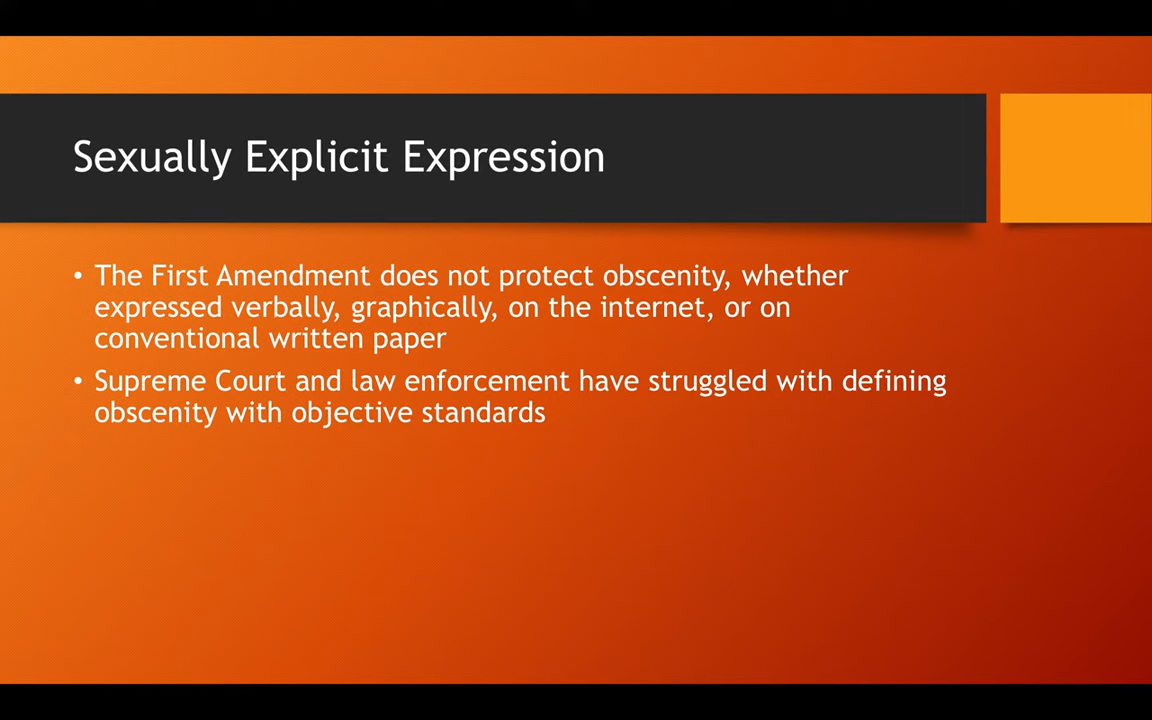 Sexually Explicit Expression
• The First Amendment does not protect obscenity, whether
expressed verbally, graphically, on the internet, or on
conventional written paper
• Supreme Court and law enforcement have struggled with defining
obscenity with objective standards